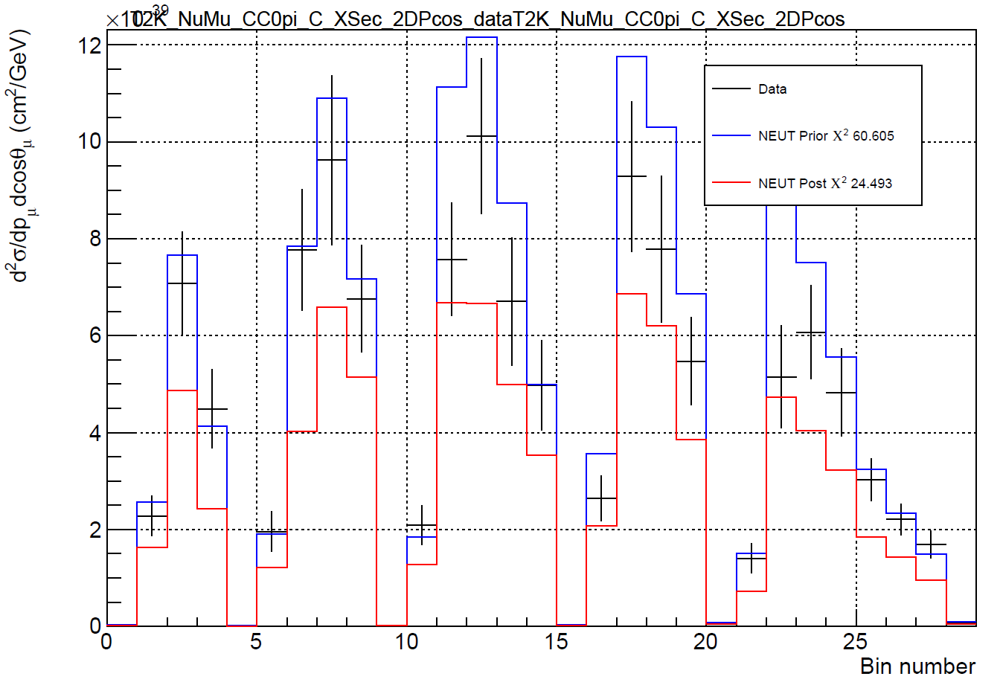 ×10⁻³⁹
T2K_NuMu_CC0pi_C_XSec_2DPcos_dataT2K_NuMu_CC0pi_C_XSec_2DPcos
d²σ/dp_μ dcosθ_μ (cm²/GeV)
12
10
8
6
4
2
0
Data
NEUT Prior X² 60.605
NEUT Post X² 24.493
0 5 10 15 20 25
Bin number